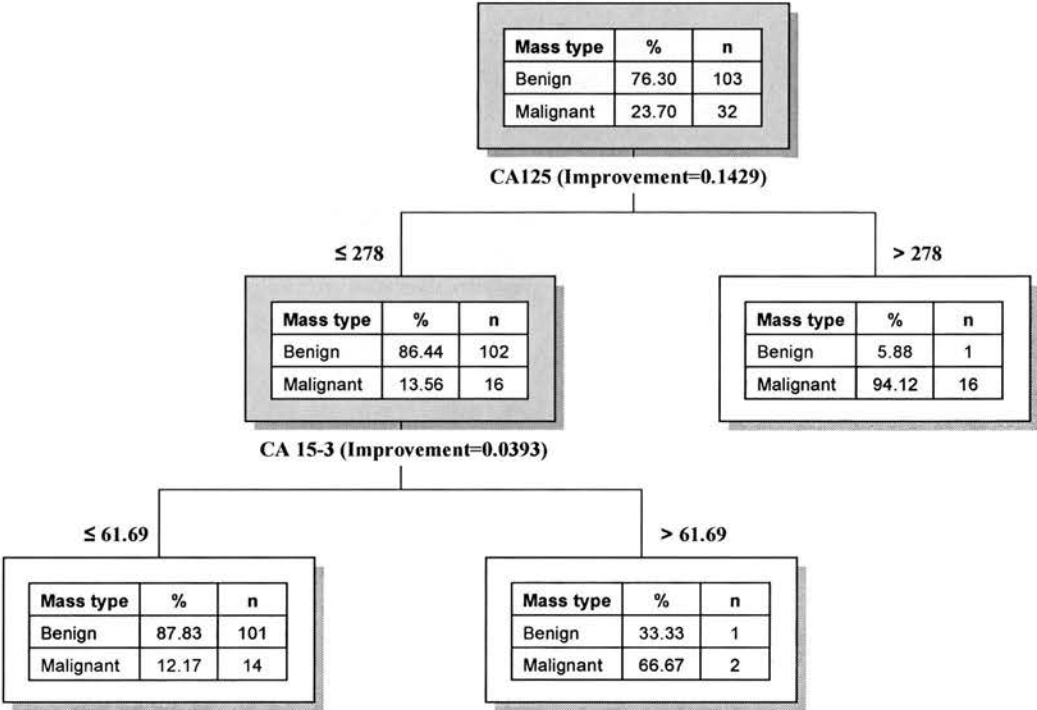 Mass type % n
Benign 76.30 103
Malignant 23.70 32
CA125 (Improvement=0.1429)
≤ 278
> 278
Mass type % n
Benign 86.44 102
Malignant 13.56 16
Mass type % n
Benign 5.88 1
Malignant 94.12 16
CA 15-3 (Improvement=0.0393)
≤ 61.69
> 61.69
Mass type % n
Benign 87.83 101
Malignant 12.17 14
Mass type % n
Benign 33.33 1
Malignant 66.67 2